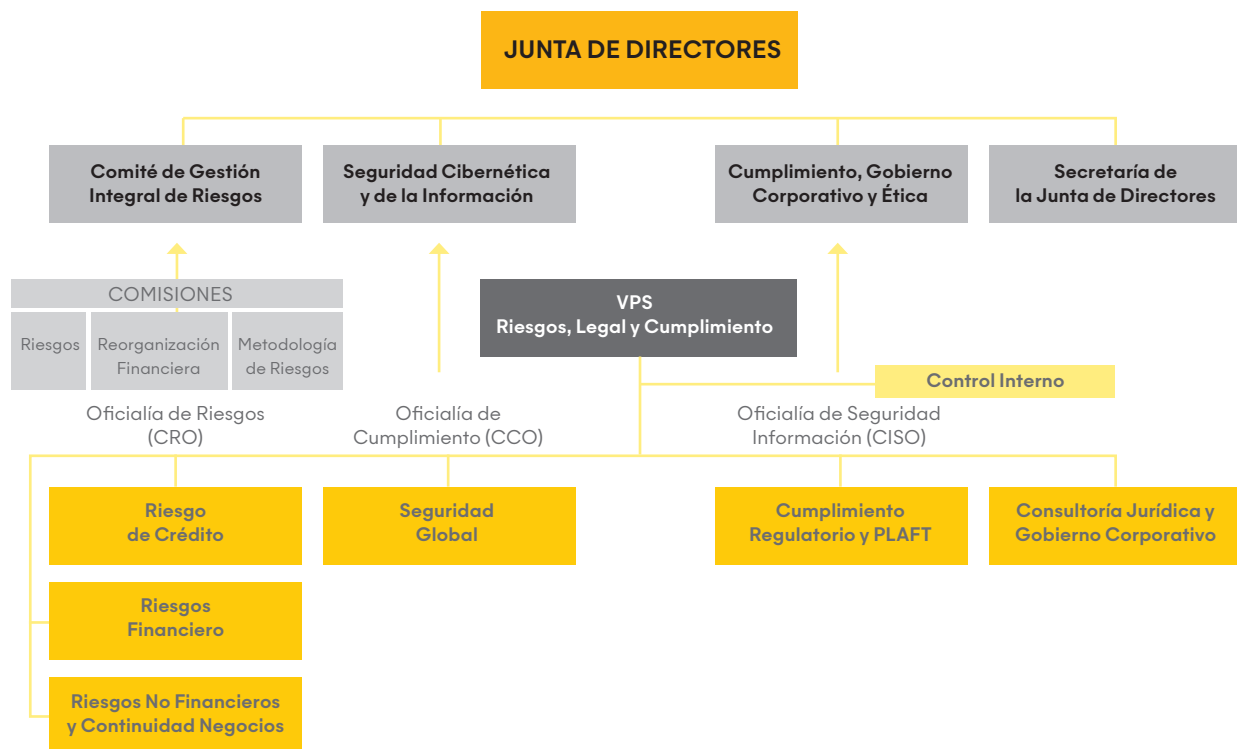 JUNTA DE DIRECTORES
Comité de Gestión
Integral de Riesgos
Seguridad Cibernética
y de la Información
Cumplimiento, Gobierno
Corporativo y Ética
Secretaría de
la Junta de Directores
COMISIONES
Riesgos
Reorganización
Financiera
Metodología
de Riesgos
VPS
Riesgos, Legal y Cumplimiento
Control Interno
Oficialía de Riesgos
(CRO)
Oficialía de
Cumplimiento (CCO)
Oficialía de Seguridad
Información (CISO)
Riesgo
de Crédito
Seguridad
Global
Cumplimiento
Regulatorio y PLAFT
Consultoría Jurídica y
Gobierno Corporativo
Riesgos
Financiero
Riesgos No Financieros
y Continuidad Negocios